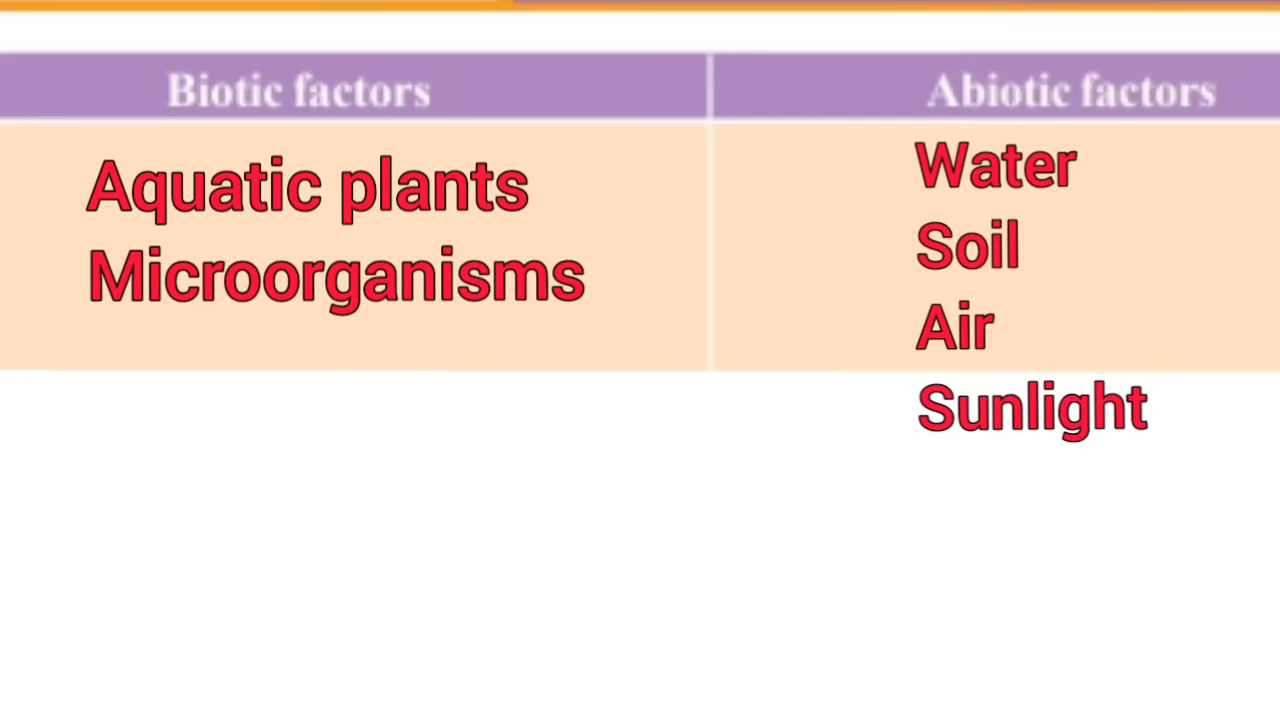 Biotic factors
Abiotic factors
Aquatic plants
Microorganisms
Water
Soil
Air
Sunlight